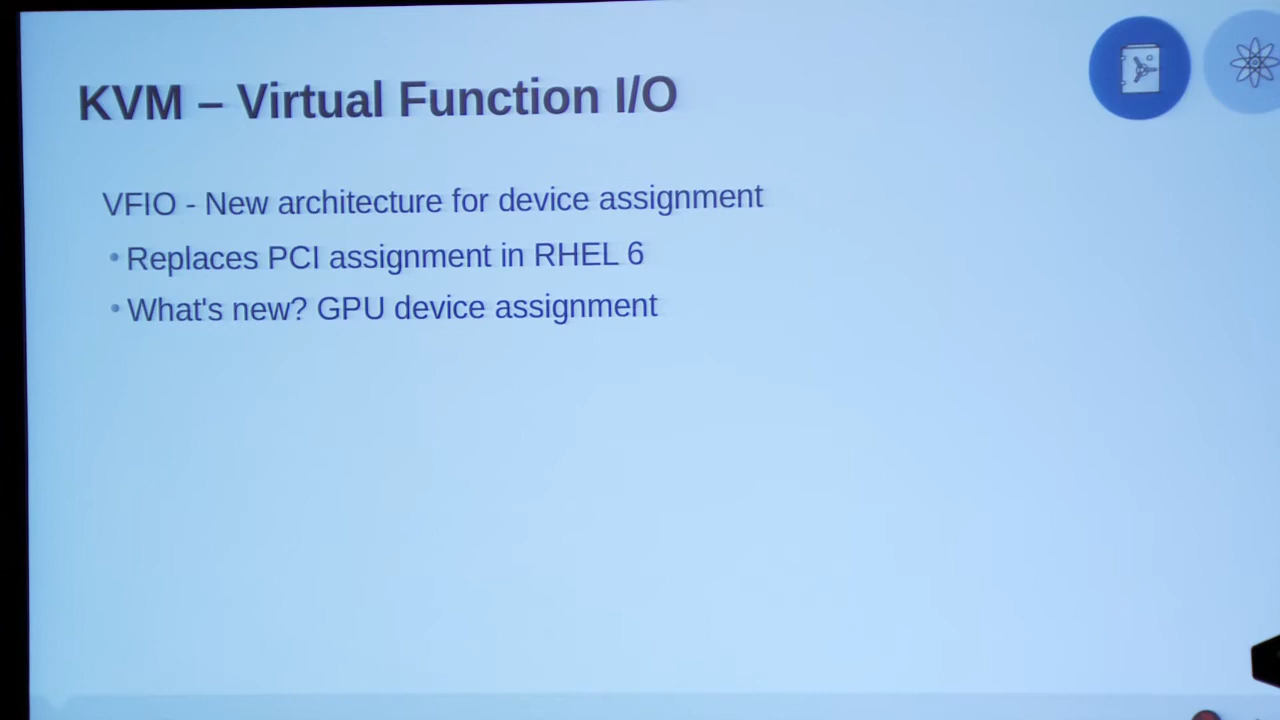 KVM – Virtual Function I/O
VFIO - New architecture for device assignment
• Replaces PCI assignment in RHEL 6
• What's new? GPU device assignment